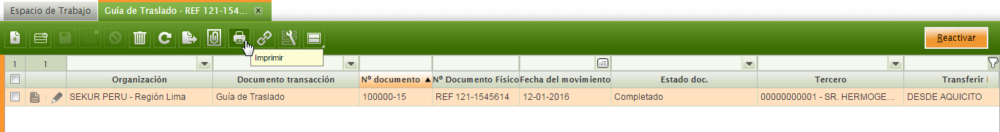 Espacio de Trabajo
Guía de Traslado - REF 121-154...
Reactivar
Imprimir
1 1
Organización Documento transacción Nº documento Nº Documento Físico Fecha del movimiento Estado doc. Tercero Transferir
SEKUR PERU - Región Lima Guía de Traslado 100000-15 REF 121-1545614 12-01-2016 Completado 00000000001 - SR. HERMOGE... DESDE AQUICITO